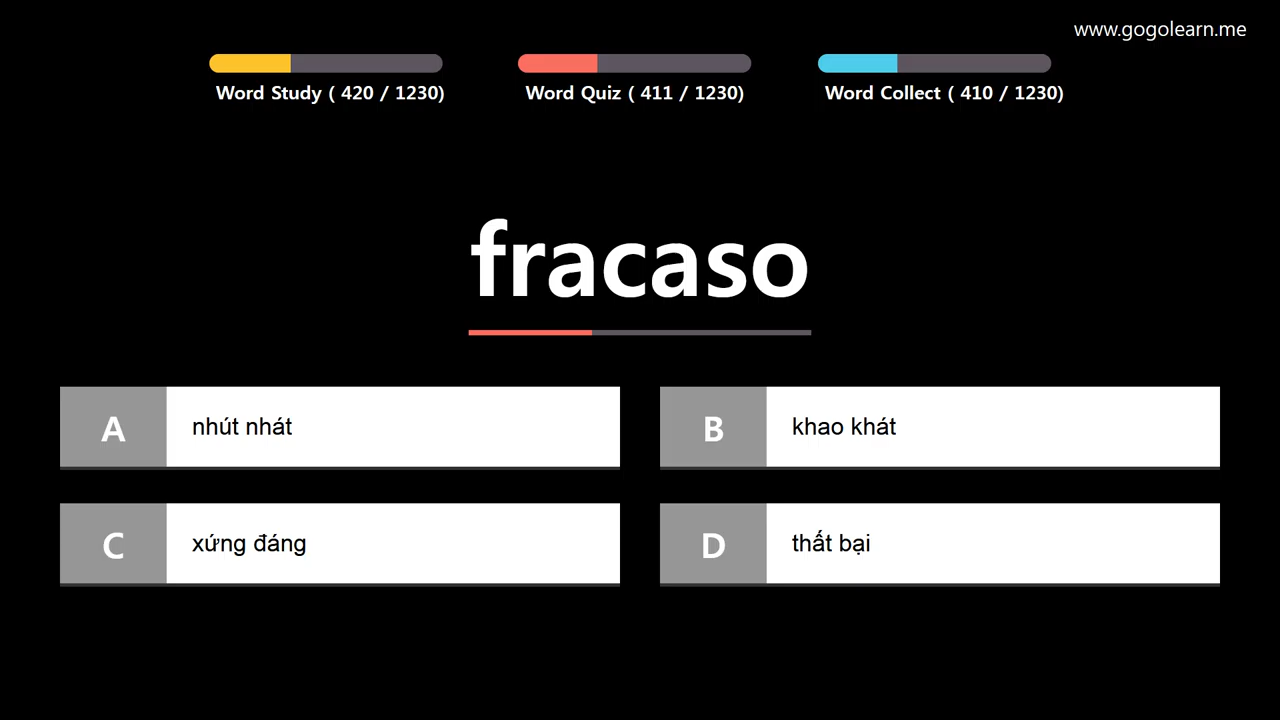 www.gogolearn.me
Word Study ( 420 / 1230)
Word Quiz ( 411 / 1230)
Word Collect ( 410 / 1230)
fracaso
A nhút nhát
B khao khát
C xứng đáng
D thất bại